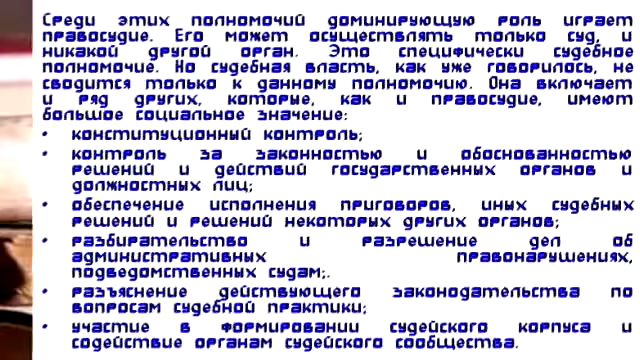 Среди этих полномочий доминирующую роль играет
правосудие. Его может осуществлять только суд, и
никакой другой орган. Это специфически судебное
полномочие. Но судебная власть, как уже говорилось, не
сводится только к данному полномочию. Она включает
и ряд других, которые, как и правосудие, имеют
большое социальное значение:
• конституционный контроль;
• контроль за законностью и обоснованностью
решений и действий государственных органов и
должностных лиц;
• обеспечение исполнения приговоров, иных судебных
решений и решений некоторых других органов;
• разбирательство и разрешение дел об
административных правонарушениях,
подведомственных судам;.
• разъяснение действующего законодательства по
вопросам судебной практики;
• участие в формировании судейского корпуса и
содействие органам судейского сообщества.